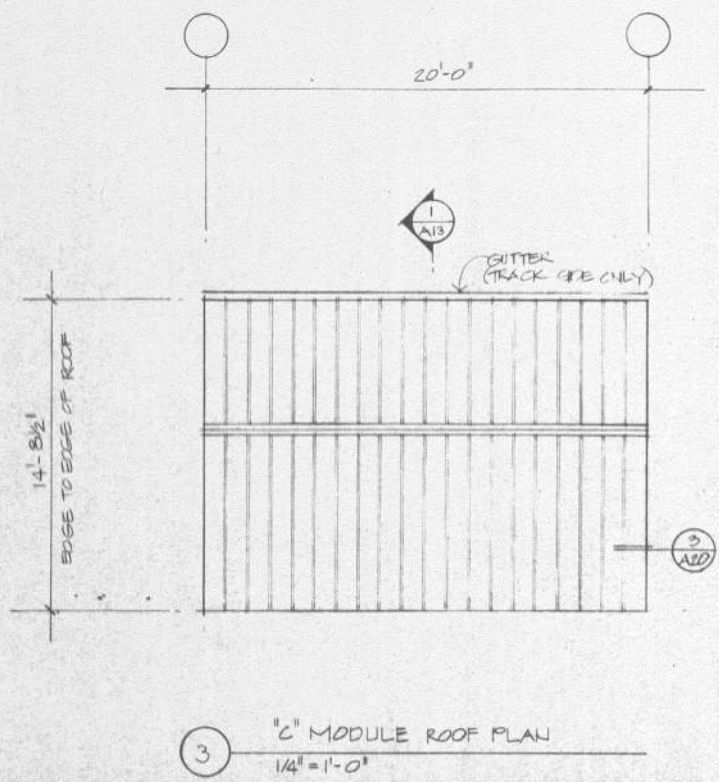 20'-0"
1
A13
GUTTER
(TRACK SIDE ONLY)
14'-8½"
EDGE TO EDGE OF ROOF
3
A20
3
"C" MODULE ROOF PLAN
1/4" = 1'-0"